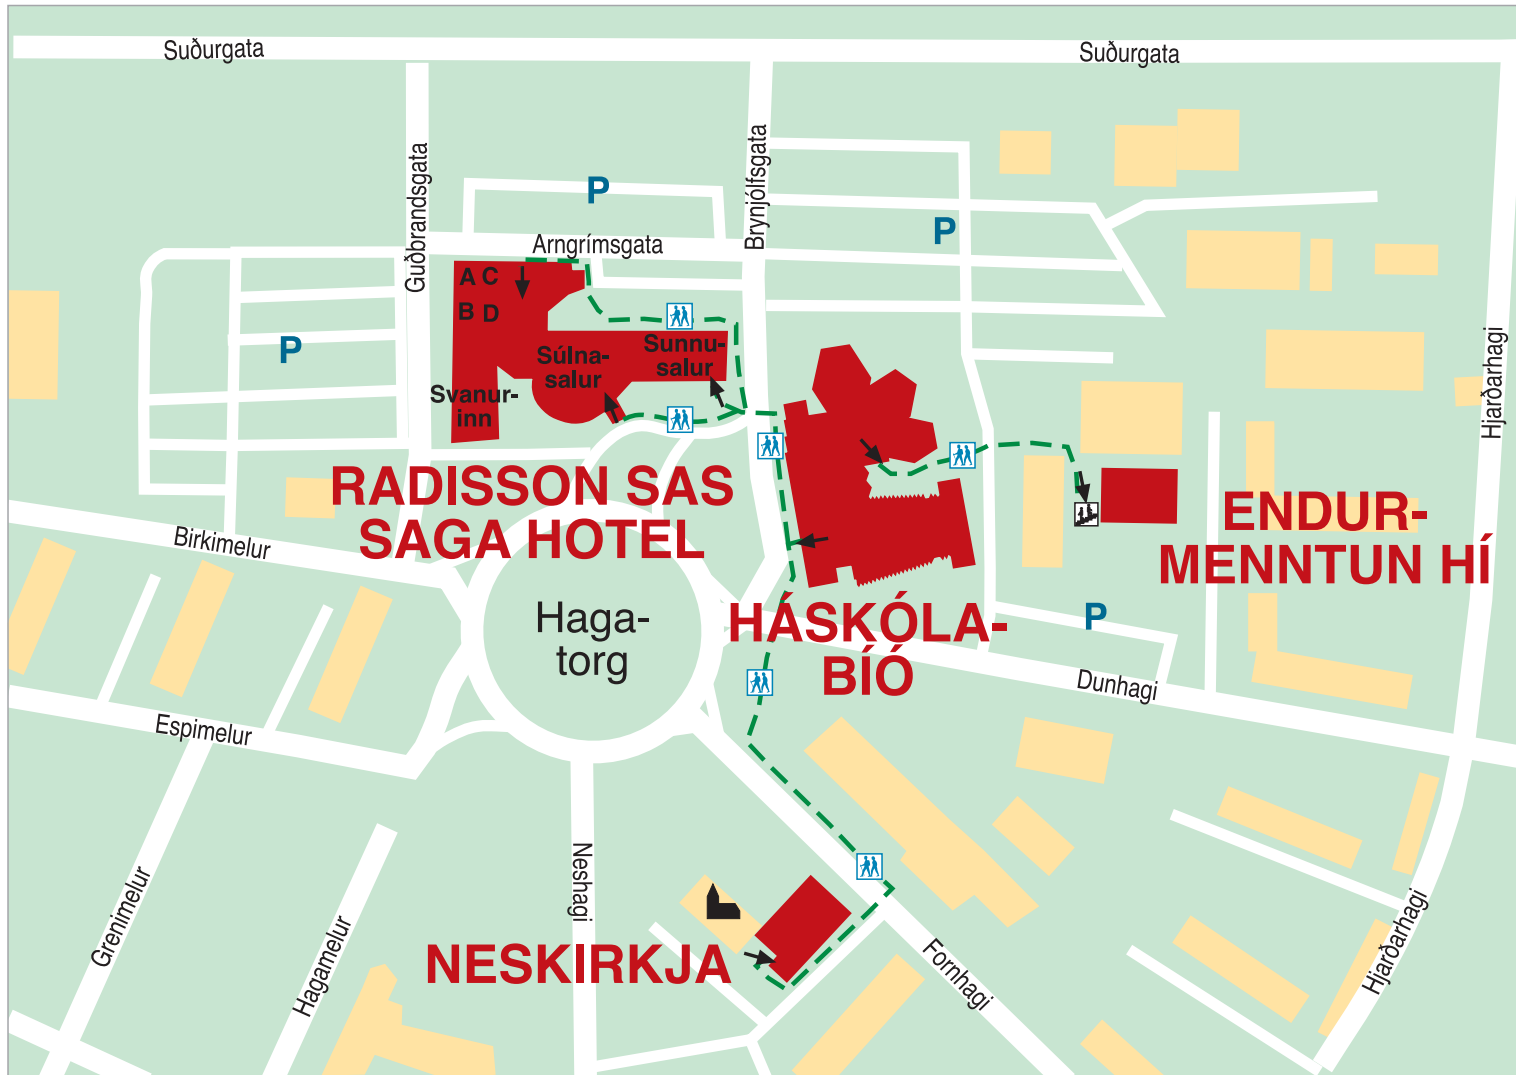 Suðurgata
Suðurgata
Guðbrandsgata
Brynjólfsgata
P
P
Arngrímsgata
A C
B D
P
Súlna-
salur
Sunnu-
salur
Svanur-
inn
Hjarðarhagi
RADISSON SAS
SAGA HOTEL
ENDUR-
MENNTUN HÍ
Birkimelur
Haga-
torg
HÁSKÓLA-
BÍÓ
P
Dunhagi
Espimelur
Neshagi
Grenimelur
Hagamelur
NESKIRKJA
Fornhagi
Hjarðarhagi